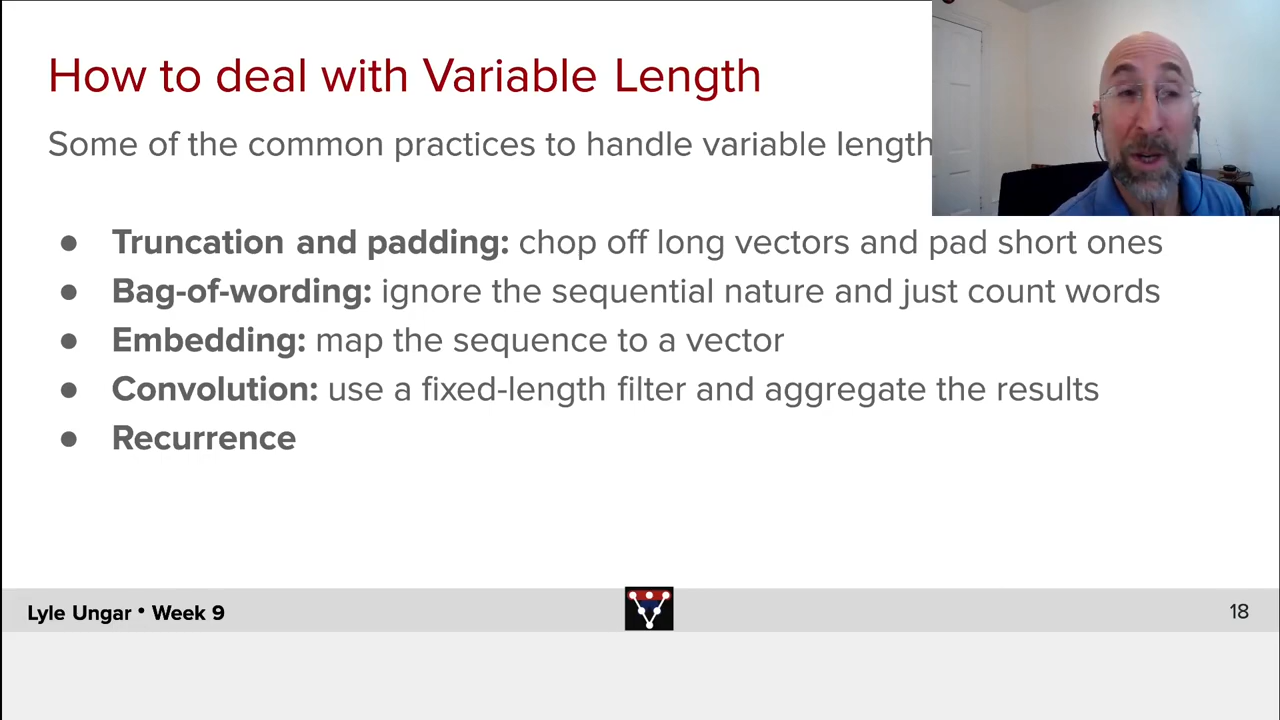 How to deal with Variable Length
Some of the common practices to handle variable length
● Truncation and padding: chop off long vectors and pad short ones
● Bag-of-wording: ignore the sequential nature and just count words
● Embedding: map the sequence to a vector
● Convolution: use a fixed-length filter and aggregate the results
● Recurrence
Lyle Ungar • Week 9
18